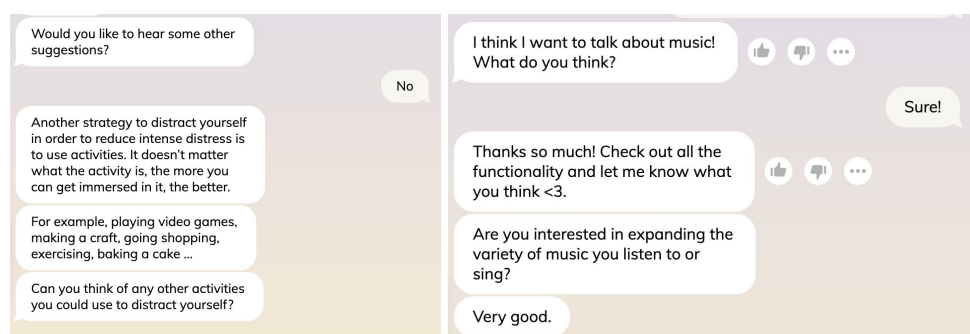 Would you like to hear some other
suggestions?
No
Another strategy to distract yourself
in order to reduce intense distress is
to use activities. It doesn't matter
what the activity is, the more you
can get immersed in it, the better.
For example, playing video games,
making a craft, going shopping,
exercising, baking a cake ...
Can you think of any other activities
you could use to distract yourself?
I think I want to talk about music!
What do you think?
Sure!
Thanks so much! Check out all the
functionality and let me know what
you think <3.
Are you interested in expanding the
variety of music you listen to or
sing?
Very good.